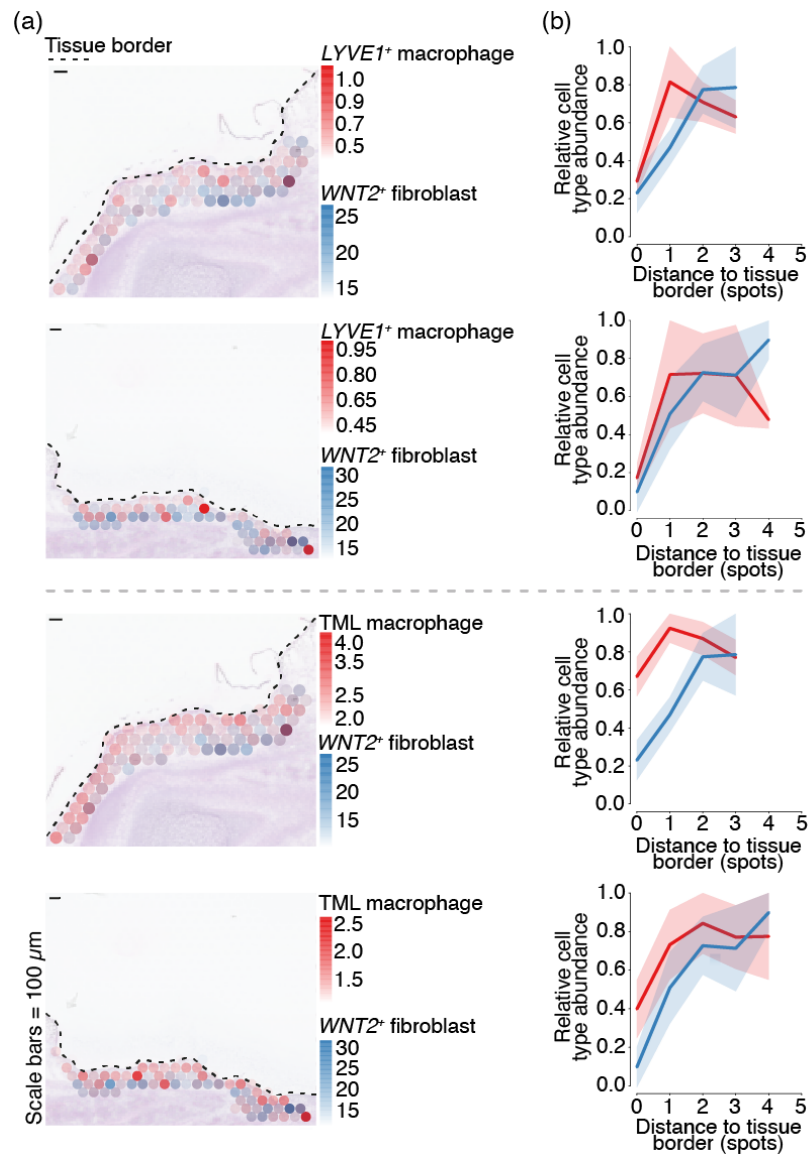 (a)
(b)
Tissue border
LYVE1+ macrophage
1.0
0.9
0.7
0.5
WNT2+ fibroblast
25
20
15
Relative cell
type abundance
1.0
0.8
0.6
0.4
0.2
0.0
0 1 2 3 4 5
Distance to tissue
border (spots)
LYVE1+ macrophage
0.95
0.80
0.65
0.45
WNT2+ fibroblast
30
25
20
15
Relative cell
type abundance
1.0
0.8
0.6
0.4
0.2
0.0
0 1 2 3 4 5
Distance to tissue
border (spots)
TML macrophage
4.0
3.5
2.5
2.0
WNT2+ fibroblast
25
20
15
Relative cell
type abundance
1.0
0.8
0.6
0.4
0.2
0.0
0 1 2 3 4 5
Distance to tissue
border (spots)
Scale bars = 100 µm
TML macrophage
2.5
2.0
1.5
WNT2+ fibroblast
30
25
20
15
Relative cell
type abundance
1.0
0.8
0.6
0.4
0.2
0.0
0 1 2 3 4 5
Distance to tissue
border (spots)